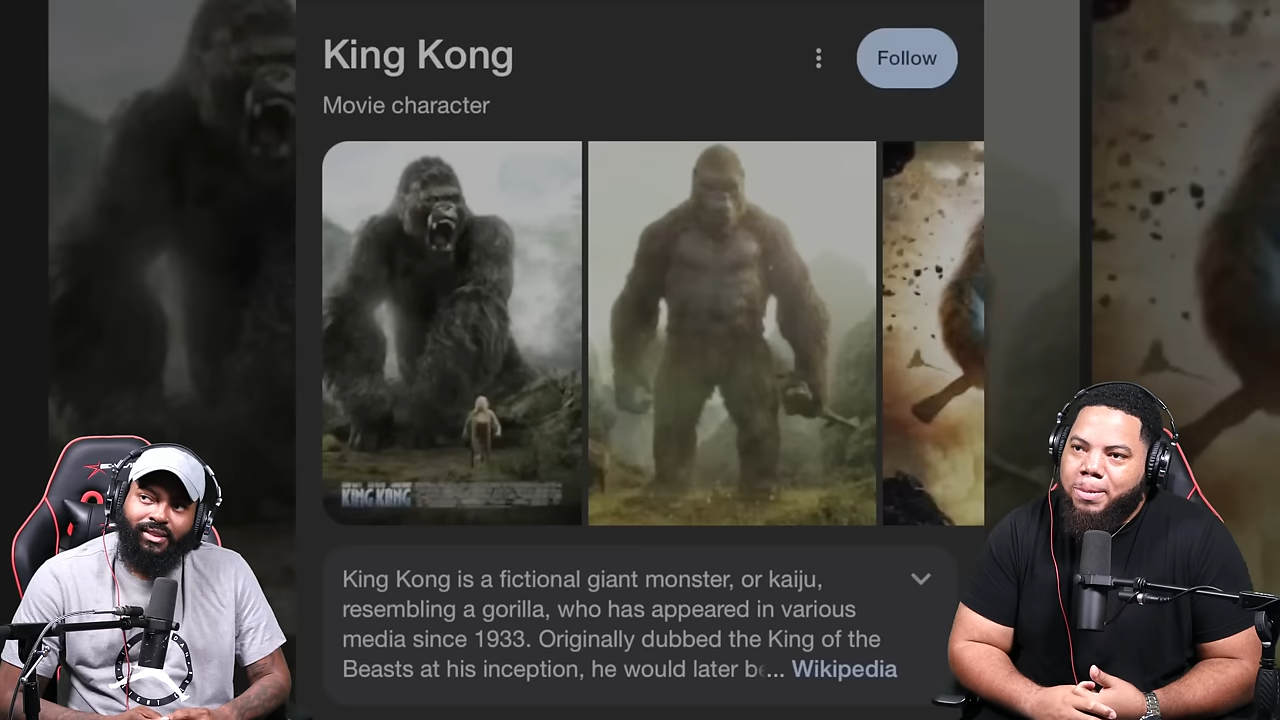 King Kong
Follow
Movie character
KING KONG
King Kong is a fictional giant monster, or kaiju,
resembling a gorilla, who has appeared in various
media since 1933. Originally dubbed the King of the
Beasts at his inception, he would later be... Wikipedia